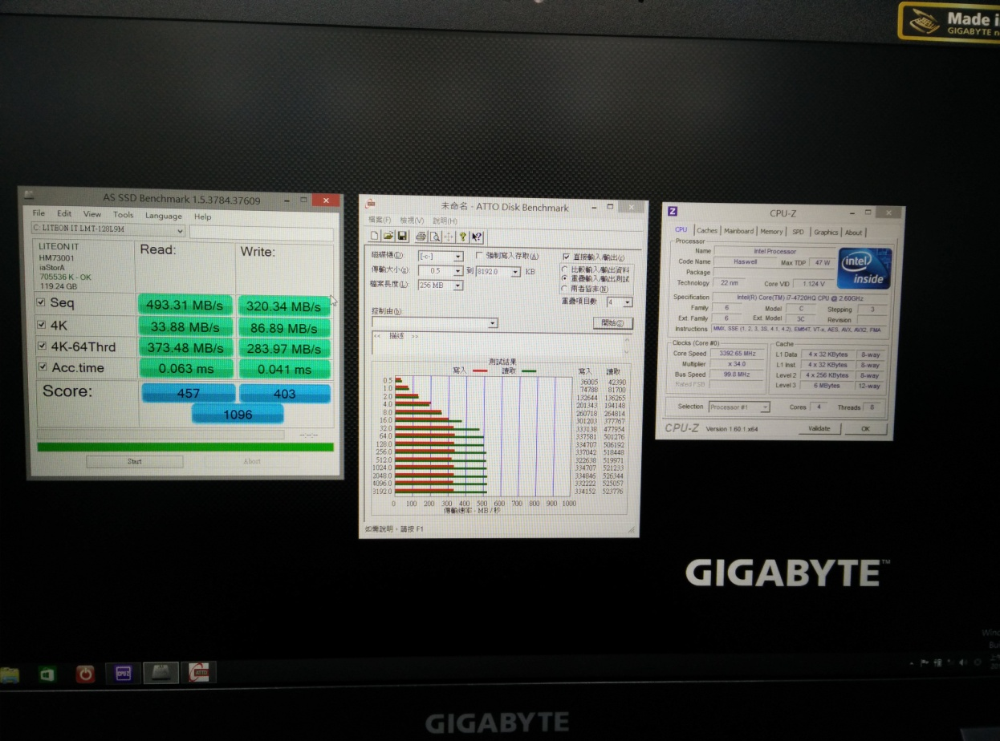 Made i
GIGABYTE n
AS SSD Benchmark 1.5.3784.37609
File Edit View Tools Language Help
C: LITEON IT LMT-128L9M
LITEON IT
HM73001
iaStorA
705536 K - OK
119.24 GB
Read:
Write:
Seq 493.31 MB/s 320.34 MB/s
4K 33.88 MB/s 86.89 MB/s
4K-64Thrd 373.48 MB/s 283.97 MB/s
Acc.time 0.063 ms 0.041 ms
Score: 457 403
1096
--:--:--
Start Abort
未命名 - ATTO Disk Benchmark
檔案(F) 檢視(V) 說明(H)
磁碟機(D): [-c-] 強制寫入存取(A) 直接輸入/輸出(r)
傳輸大小(z): 0.5 到 8192.0 KB
檔案長度(L): 256 MB
比較輸入/輸出資料
重疊輸入/輸出測試
兩者皆非(N)
重疊項目數 4
控制由(b):
開始(S)
<< 描述 >>
測試結果
寫入 讀取 寫入 讀取
0.5 36005 42390
1.0 74788 81700
2.0 132644 136265
4.0 201343 194148
8.0 260718 264814
16.0 301203 377767
32.0 333138 477954
64.0 337581 501276
128.0 334707 506192
256.0 337042 518448
512.0 322638 519971
1024.0 334707 521233
2048.0 334846 526344
4096.0 332222 525057
8192.0 334152 523776
0 100 200 300 400 500 600 700 800 900 1000
傳輸速率 - MB / 秒
如需說明，請按 F1
CPU-Z
CPU Caches Mainboard Memory SPD Graphics About
Processor
Name Intel Processor
Code Name Haswell Max TDP 47 W
Package
Technology 22 nm Core VID 1.124 V
intel inside
Specification Intel(R) Core(TM) i7-4720HQ CPU @ 2.60GHz
Family 6 Model C Stepping 3
Ext. Family 6 Ext. Model 3C Revision
Instructions MMX, SSE (1, 2, 3, 3S, 4.1, 4.2), EM64T, VT-x, AES, AVX, AVX2, FMA
Clocks (Core #0)
Core Speed 3392.65 MHz
Multiplier x 34.0
Bus Speed 99.8 MHz
Rated FSB
Cache
L1 Data 4 x 32 KBytes 8-way
L1 Inst. 4 x 32 KBytes 8-way
Level 2 4 x 256 KBytes 8-way
Level 3 6 MBytes 12-way
Selection Processor #1 Cores 4 Threads 8
CPU-Z Version 1.60.1.x64 Validate OK
GIGABYTE™
Wind
Bui
CPU-Z
ATTO
GIGABYTE